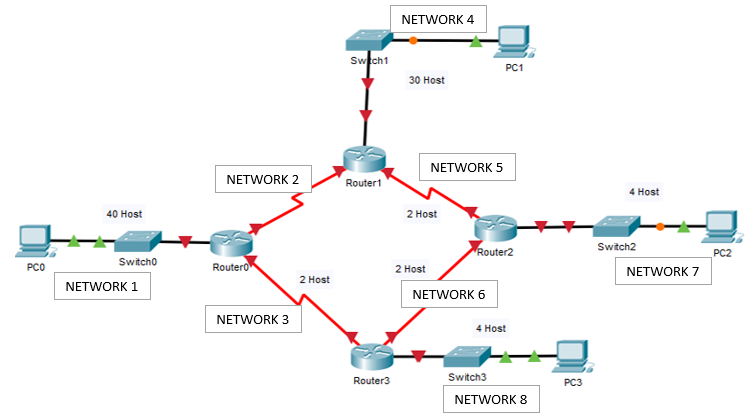 NETWORK 4
Switch1
PC1
30 Host
Router1
NETWORK 5
NETWORK 2
4 Host
40 Host
2 Host
PC0
Switch0
Router0
Router2
Switch2
PC2
NETWORK 1
2 Host
2 Host
NETWORK 7
NETWORK 6
NETWORK 3
4 Host
Router3
Switch3
PC3
NETWORK 8